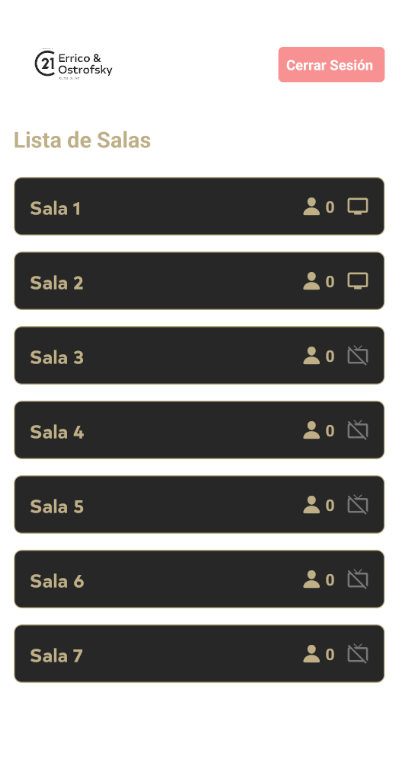 21 Errico &
Ostrofsky
Cerrar Sesión
Lista de Salas
Sala 1 0
Sala 2 0
Sala 3 0
Sala 4 0
Sala 5 0
Sala 6 0
Sala 7 0